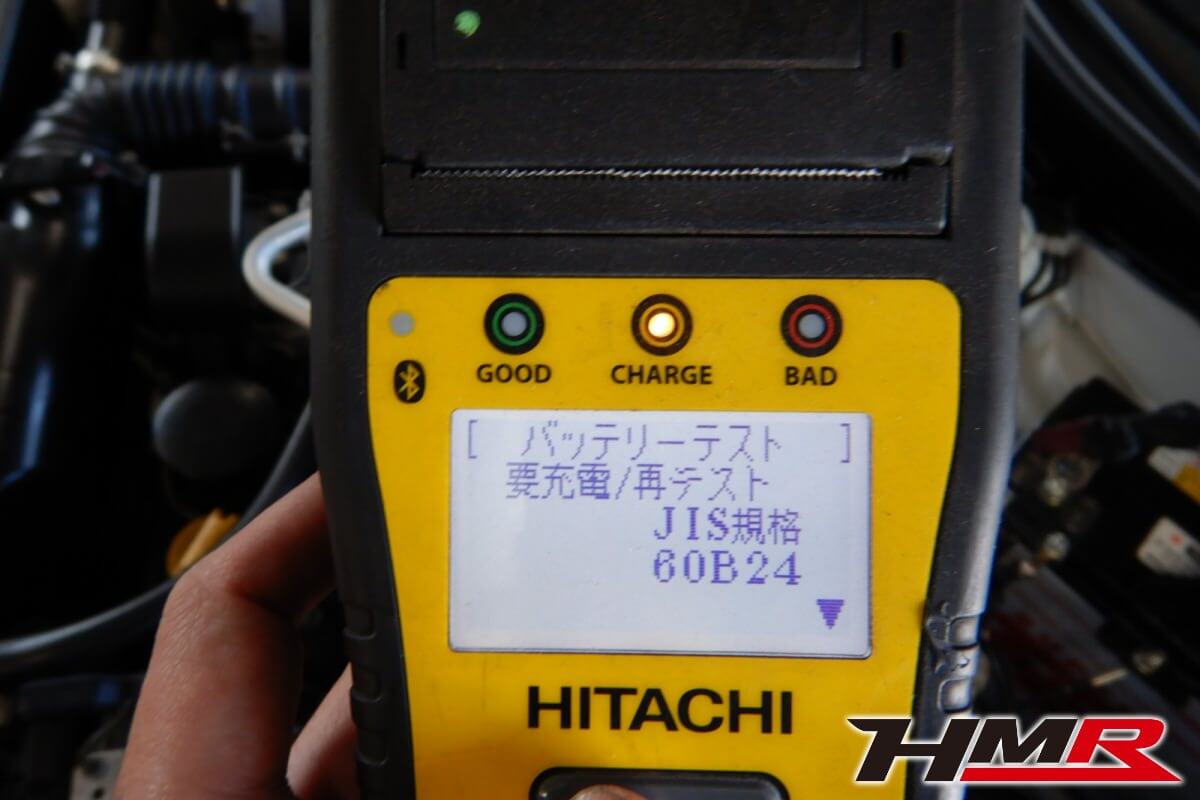 GOOD CHARGE BAD
[ バッテリーテスト ]
要充電/再テスト
JIS規格
60B24
HITACHI
HMR